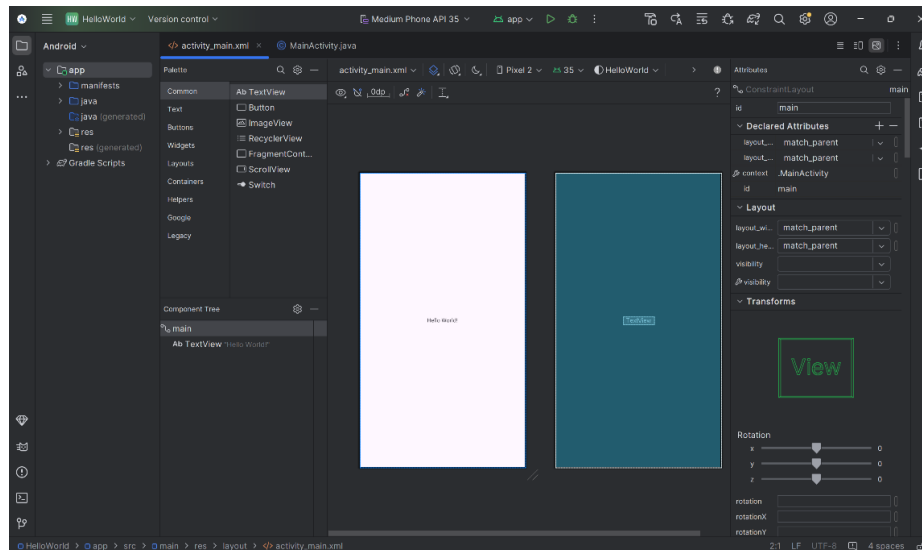 HW HelloWorld Version control Medium Phone API 35 app
Android
activity_main.xml
MainActivity.java
app
manifests
java
java (generated)
res
res (generated)
Gradle Scripts
Palette
Common
Text
Buttons
Widgets
Layouts
Containers
Helpers
Google
Legacy
Ab TextView
Button
ImageView
RecyclerView
FragmentCont...
ScrollView
Switch
Component Tree
main
Ab TextView "Hello World!"
activity_main.xml Pixel 2 35 HelloWorld
0dp
?
Hello World!
TextView
Attributes
ConstraintLayout main
id main
Declared Attributes
layout_... match_parent
layout_... match_parent
context .MainActivity
id main
Layout
layout_wi... match_parent
layout_he... match_parent
visibility
visibility
Transforms
View
Rotation
x 0
y 0
z 0
rotation
rotationX
rotationY
HelloWorld > app > src > main > res > layout > activity_main.xml
2:1 LF UTF-8 4 spaces